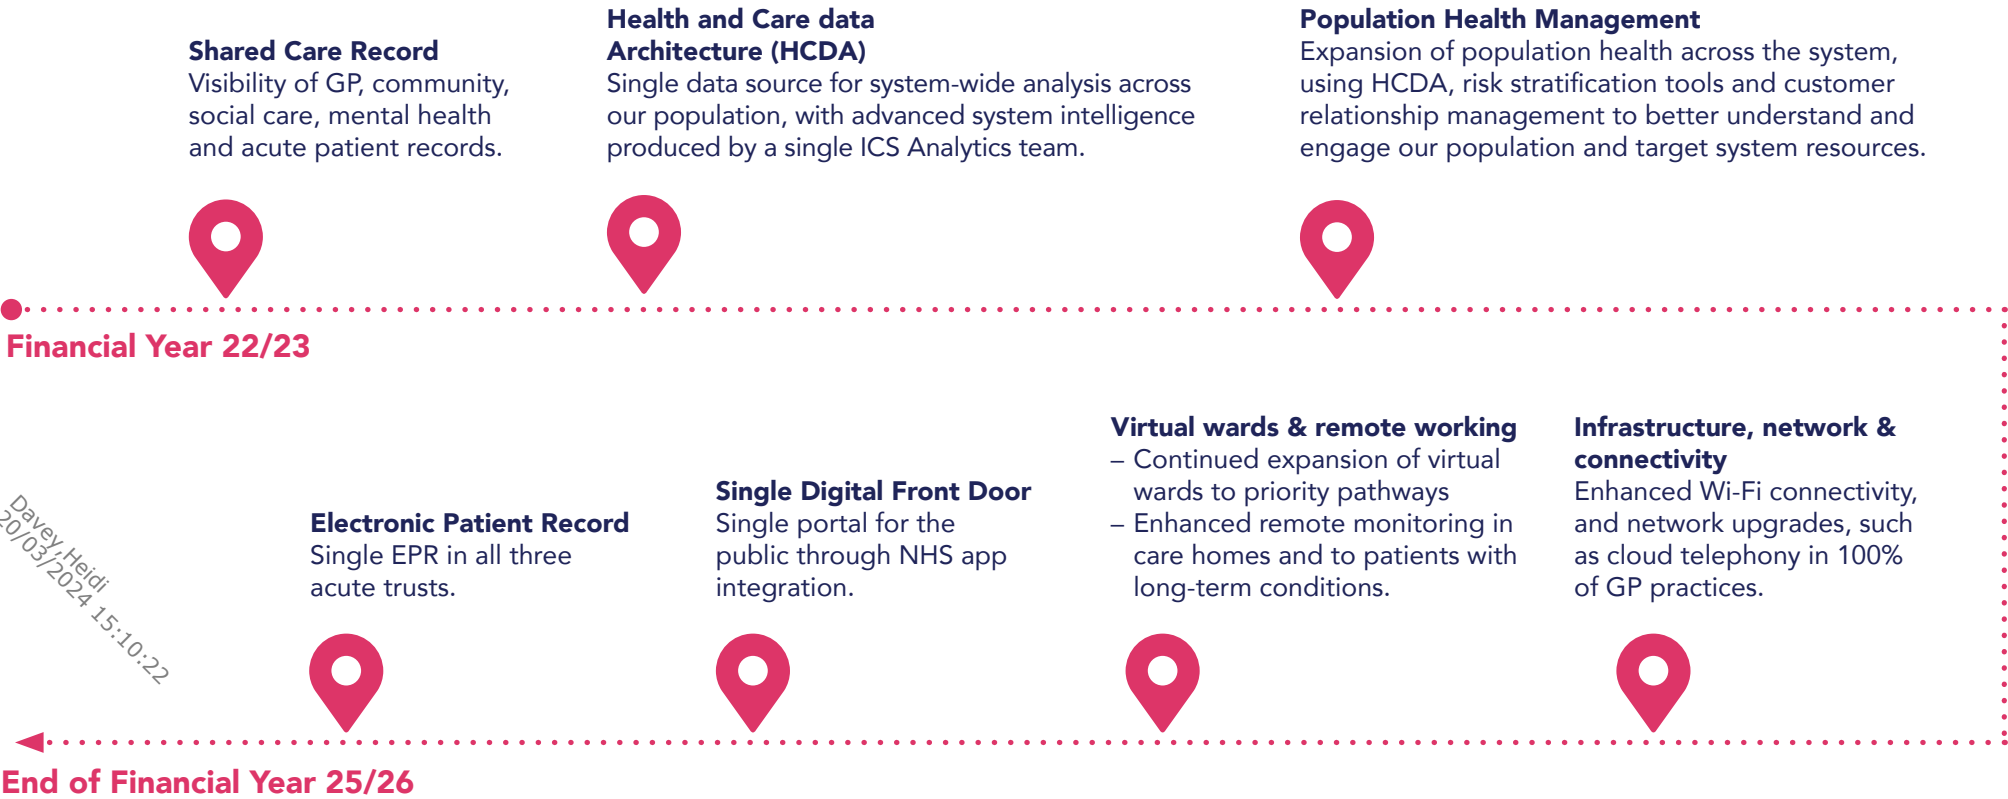 Shared Care Record
Visibility of GP, community,
social care, mental health
and acute patient records.
Health and Care data
Architecture (HCDA)
Single data source for system-wide analysis across
our population, with advanced system intelligence
produced by a single ICS Analytics team.
Population Health Management
Expansion of population health across the system,
using HCDA, risk stratification tools and customer
relationship management to better understand and
engage our population and target system resources.
Financial Year 22/23
Infrastructure, network &
connectivity
Enhanced Wi-Fi connectivity,
and network upgrades, such
as cloud telephony in 100%
of GP practices.
Virtual wards & remote working
– Continued expansion of virtual
wards to priority pathways
– Enhanced remote monitoring in
care homes and to patients with
long-term conditions.
Single Digital Front Door
Single portal for the
public through NHS app
integration.
Electronic Patient Record
Single EPR in all three
acute trusts.
End of Financial Year 25/26
Davey,Heidi
20/03/2024 15:10:22